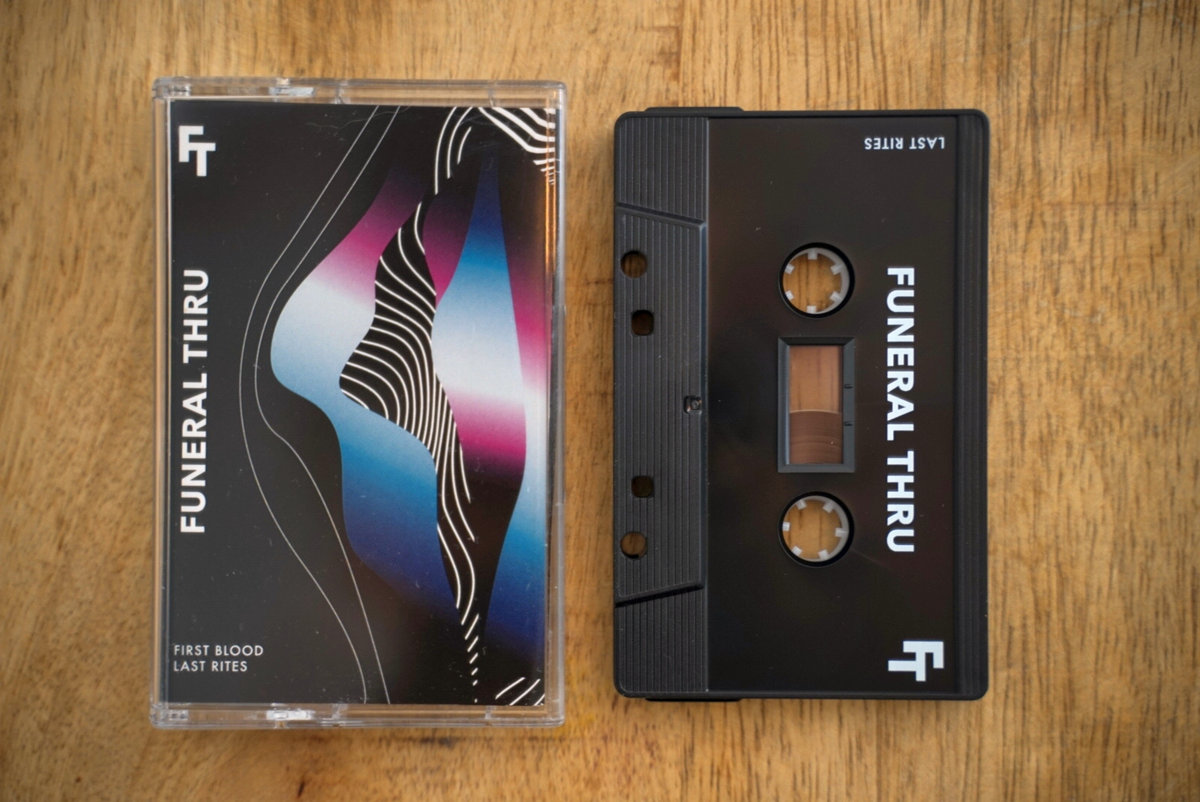 FT
FUNERAL THRU
FIRST BLOOD
LAST RITES
LAST RITES
FUNERAL THRU
FT